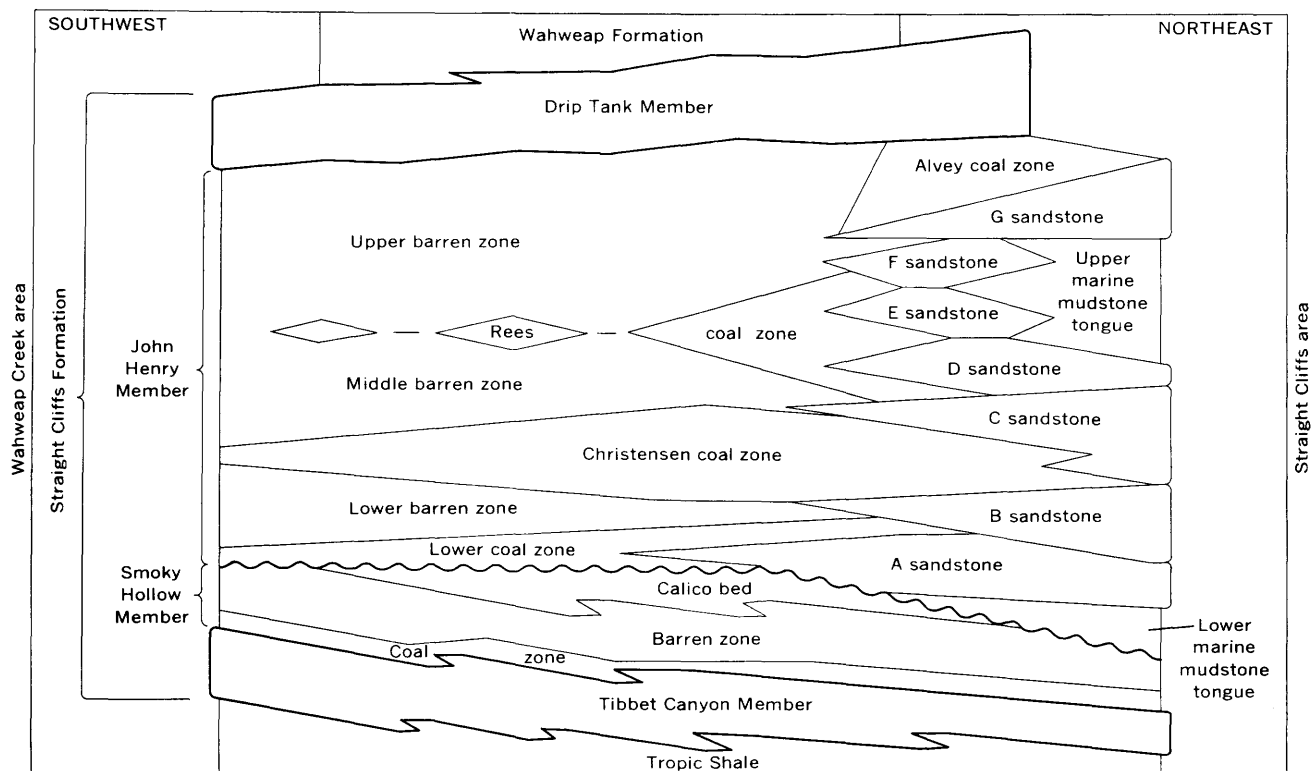 SOUTHWEST
Wahweap Formation
NORTHEAST
Drip Tank Member
Alvey coal zone
G sandstone
Upper barren zone
F sandstone
Upper
marine
mudstone
tongue
E sandstone
Rees
coal zone
D sandstone
Middle barren zone
C sandstone
Christensen coal zone
Lower barren zone
B sandstone
Lower coal zone
A sandstone
Calico bed
Barren zone
Lower
marine
mudstone
tongue
Coal zone
Tibbet Canyon Member
Tropic Shale
John
Henry
Member
Smoky
Hollow
Member
Wahweap Creek area
Straight Cliffs Formation
Straight Cliffs area